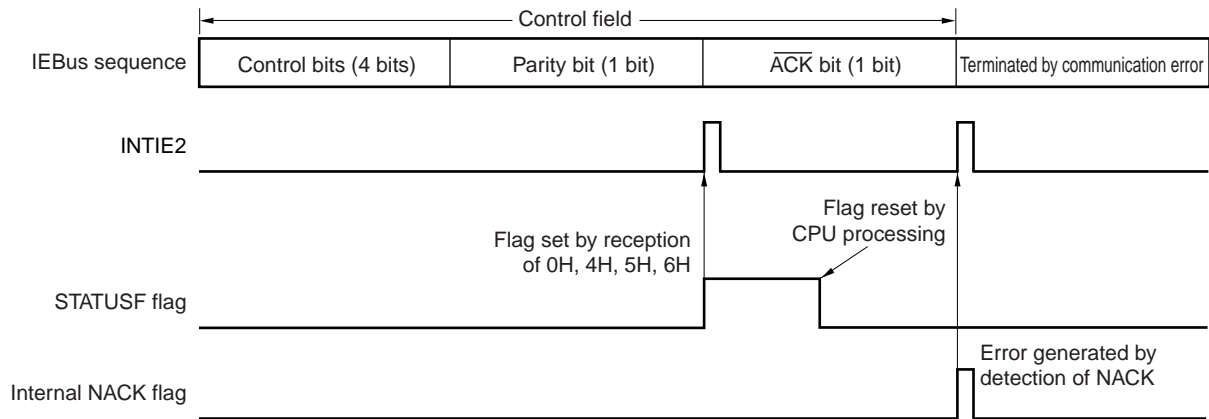 Control field
IEBus sequence
Control bits (4 bits)
Parity bit (1 bit)
ACK bit (1 bit)
Terminated by communication error
INTIE2
Flag set by reception
of 0H, 4H, 5H, 6H
Flag reset by
CPU processing
STATUSF flag
Error generated by
detection of NACK
Internal NACK flag